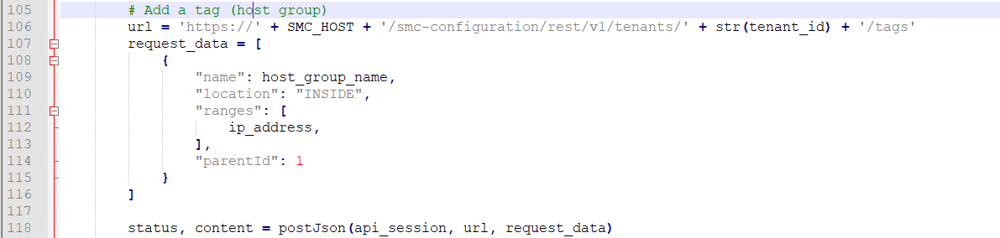 105 # Add a tag (host group)
106 url = 'https://' + SMC_HOST + '/smc-configuration/rest/v1/tenants/' + str(tenant_id) + '/tags'
107 request_data = [
108 {
109 "name": host_group_name,
110 "location": "INSIDE",
111 "ranges": [
112 ip_address,
113 ],
114 "parentId": 1
115 }
116 ]
117
118 status, content = postJson(api_session, url, request_data)